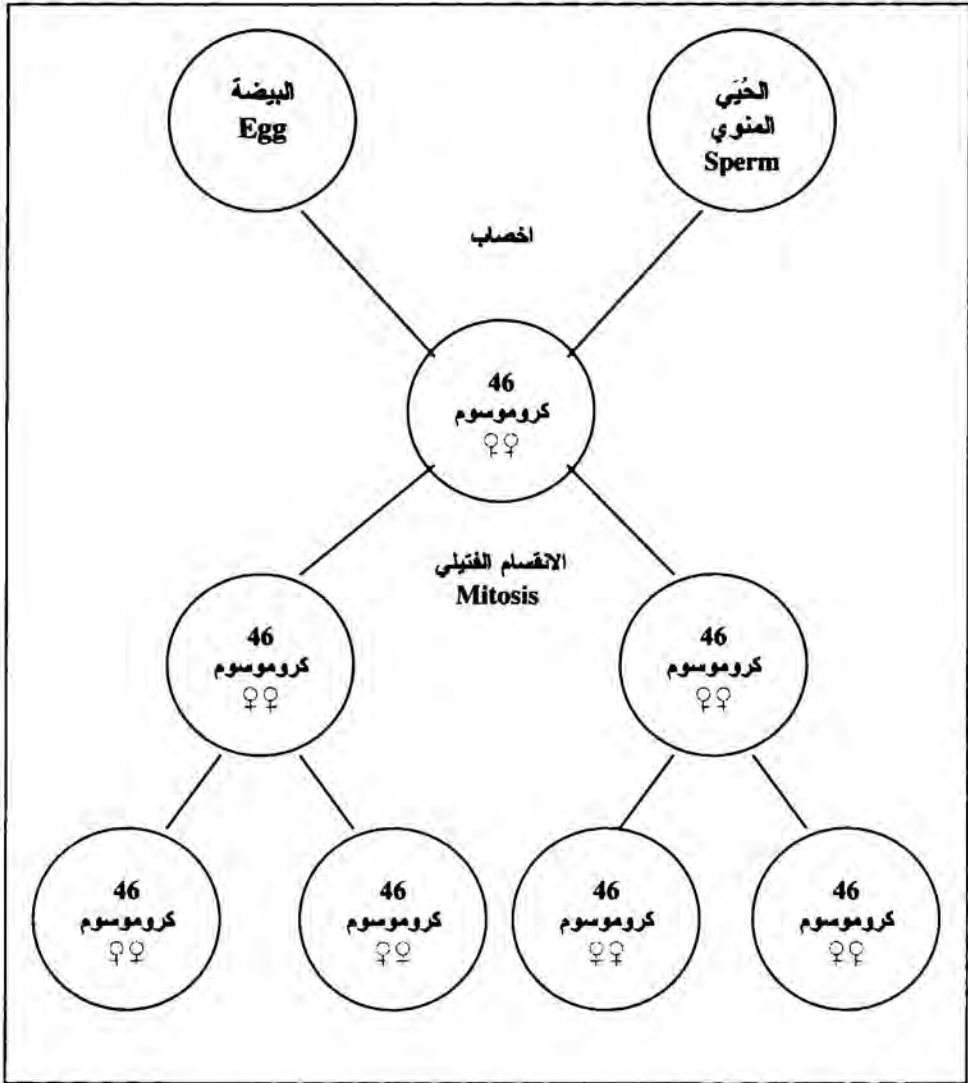 البيضة
Egg
الحُيَي
المنوي
Sperm
اخصاب
46
كروموسوم
♀♀
الانقسام الفتيلي
Mitosis
46
كروموسوم
♀♀
46
كروموسوم
♀♀
46
كروموسوم
♀♀
46
كروموسوم
♀♀
46
كروموسوم
♀♀
46
كروموسوم
♀♀